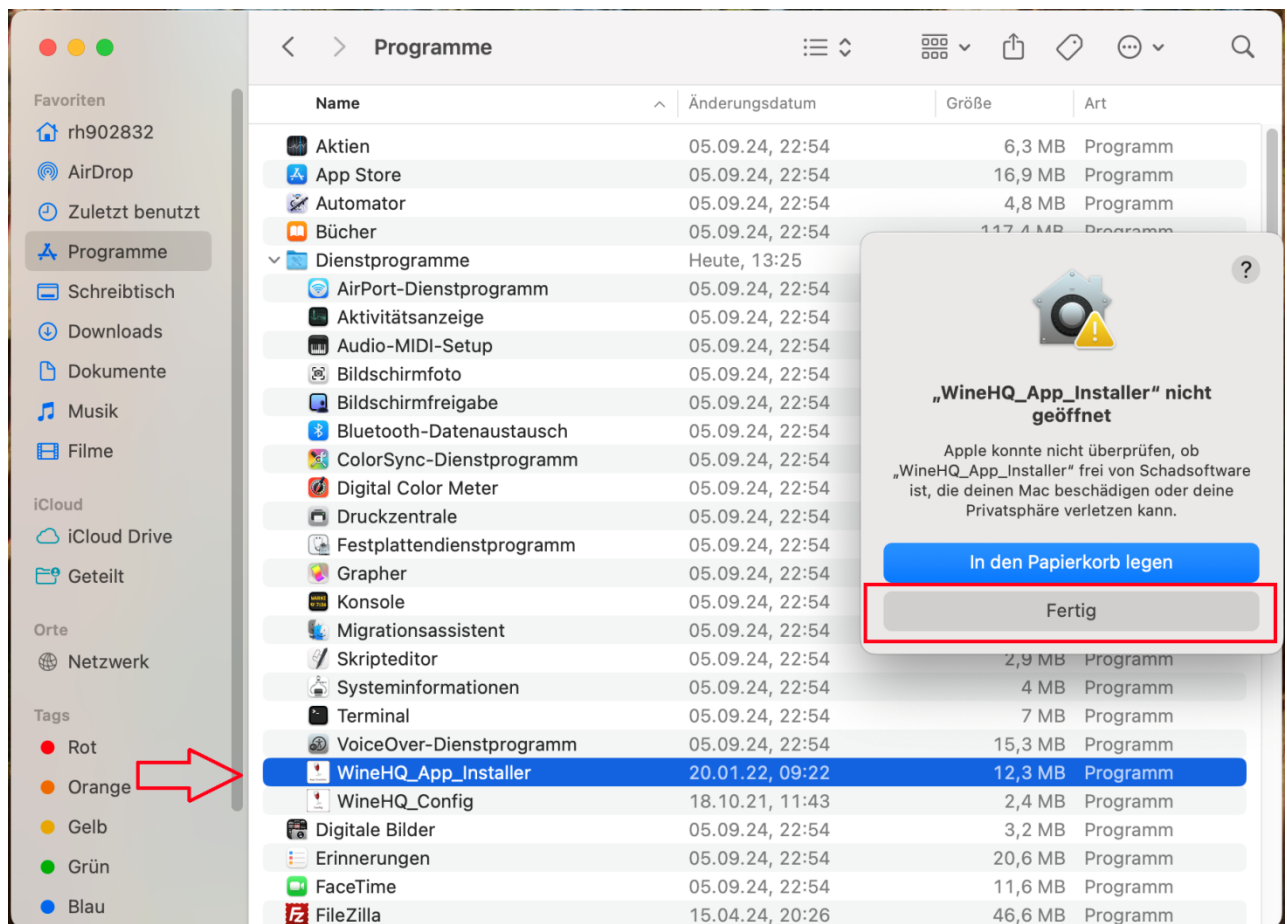 Programme
Favoriten
rh902832
AirDrop
Zuletzt benutzt
Programme
Schreibtisch
Downloads
Dokumente
Musik
Filme
iCloud
iCloud Drive
Geteilt
Orte
Netzwerk
Tags
Rot
Orange
Gelb
Grün
Blau
Name Änderungsdatum Größe Art
Aktien 05.09.24, 22:54 6,3 MB Programm
App Store 05.09.24, 22:54 16,9 MB Programm
Automator 05.09.24, 22:54 4,8 MB Programm
Bücher 05.09.24, 22:54 117,4 MB Programm
Dienstprogramme Heute, 13:25
AirPort-Dienstprogramm 05.09.24, 22:54
Aktivitätsanzeige 05.09.24, 22:54
Audio-MIDI-Setup 05.09.24, 22:54
Bildschirmfoto 05.09.24, 22:54
Bildschirmfreigabe 05.09.24, 22:54
Bluetooth-Datenaustausch 05.09.24, 22:54
ColorSync-Dienstprogramm 05.09.24, 22:54
Digital Color Meter 05.09.24, 22:54
Druckzentrale 05.09.24, 22:54
Festplattendienstprogramm 05.09.24, 22:54
Grapher 05.09.24, 22:54
Konsole 05.09.24, 22:54
Migrationsassistent 05.09.24, 22:54
Skripteditor 05.09.24, 22:54 2,9 MB Programm
Systeminformationen 05.09.24, 22:54 4 MB Programm
Terminal 05.09.24, 22:54 7 MB Programm
VoiceOver-Dienstprogramm 05.09.24, 22:54 15,3 MB Programm
WineHQ_App_Installer 20.01.22, 09:22 12,3 MB Programm
WineHQ_Config 18.10.21, 11:43 2,4 MB Programm
Digitale Bilder 05.09.24, 22:54 3,2 MB Programm
Erinnerungen 05.09.24, 22:54 20,6 MB Programm
FaceTime 05.09.24, 22:54 11,6 MB Programm
FileZilla 15.04.24, 20:26 46,6 MB Programm
?
„WineHQ_App_Installer“ nicht
geöffnet
Apple konnte nicht überprüfen, ob
„WineHQ_App_Installer“ frei von Schadsoftware
ist, die deinen Mac beschädigen oder deine
Privatsphäre verletzen kann.
In den Papierkorb legen
Fertig